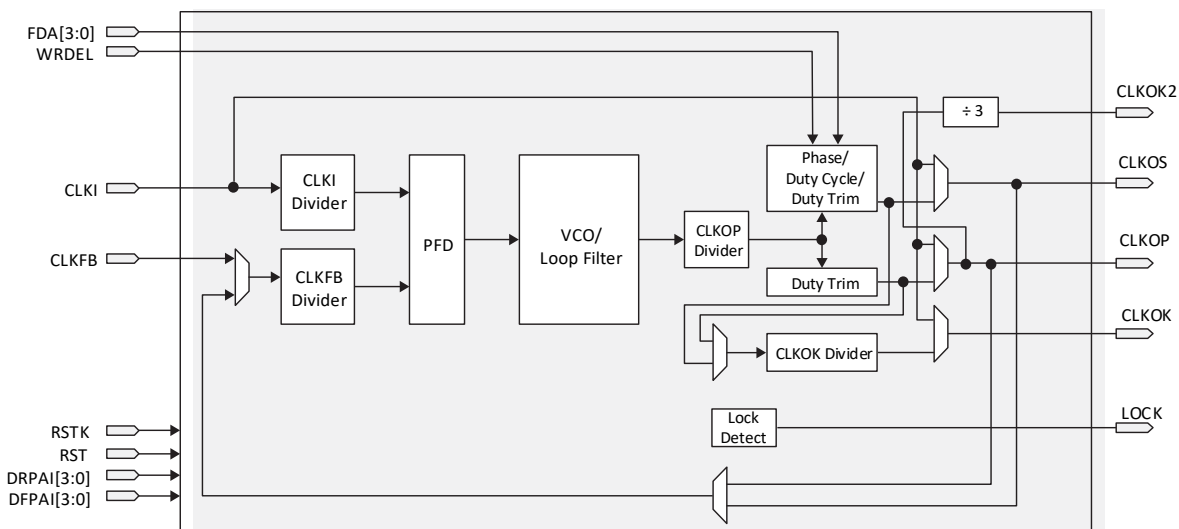 FDA[3:0]
WRDEL
CLKI
CLKFB
RSTK
RST
DRPAI[3:0]
DFPAI[3:0]
CLKI
Divider
CLKFB
Divider
PFD
VCO/
Loop Filter
CLKOP
Divider
Phase/
Duty Cycle/
Duty Trim
Duty Trim
CLKOK Divider
Lock
Detect
÷ 3
CLKOK2
CLKOS
CLKOP
CLKOK
LOCK